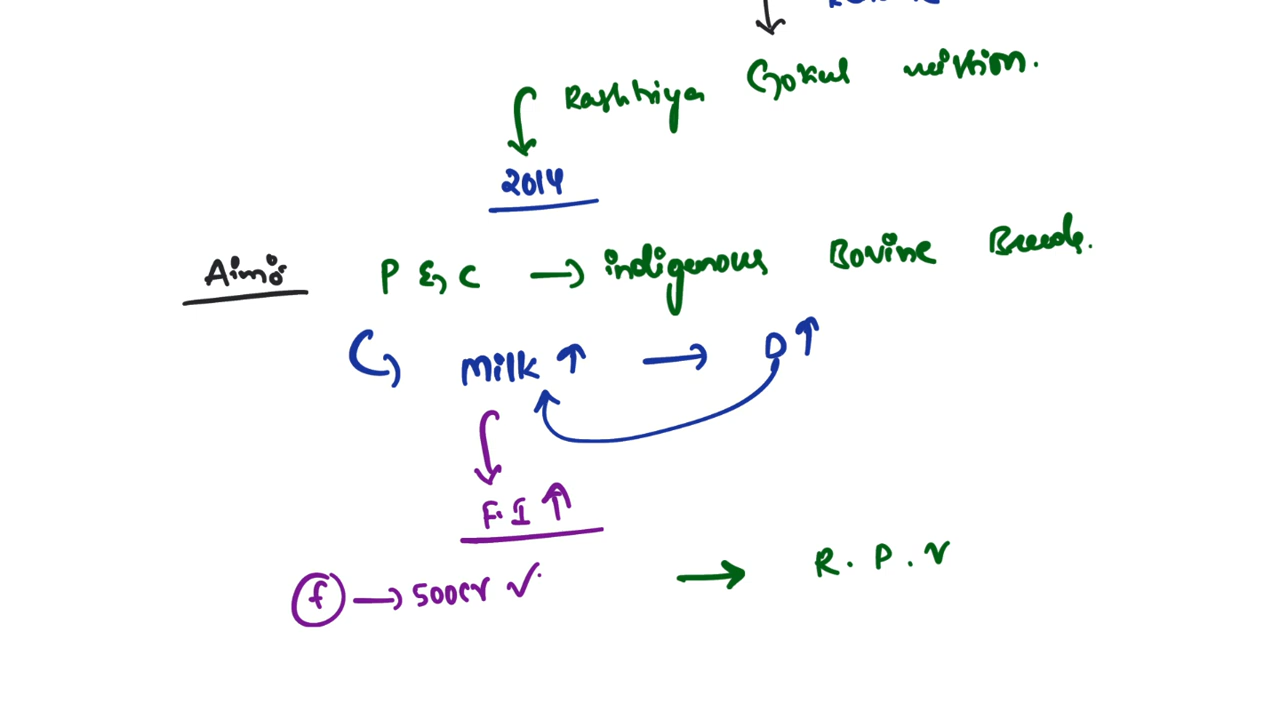 Rashtriya Gokul mission.
2014
Aim: P & C → indigenous Bovine Breeds.
Milk ↑ → D ↑
F.I ↑
f → 500cr ✓.
→ R. P. V